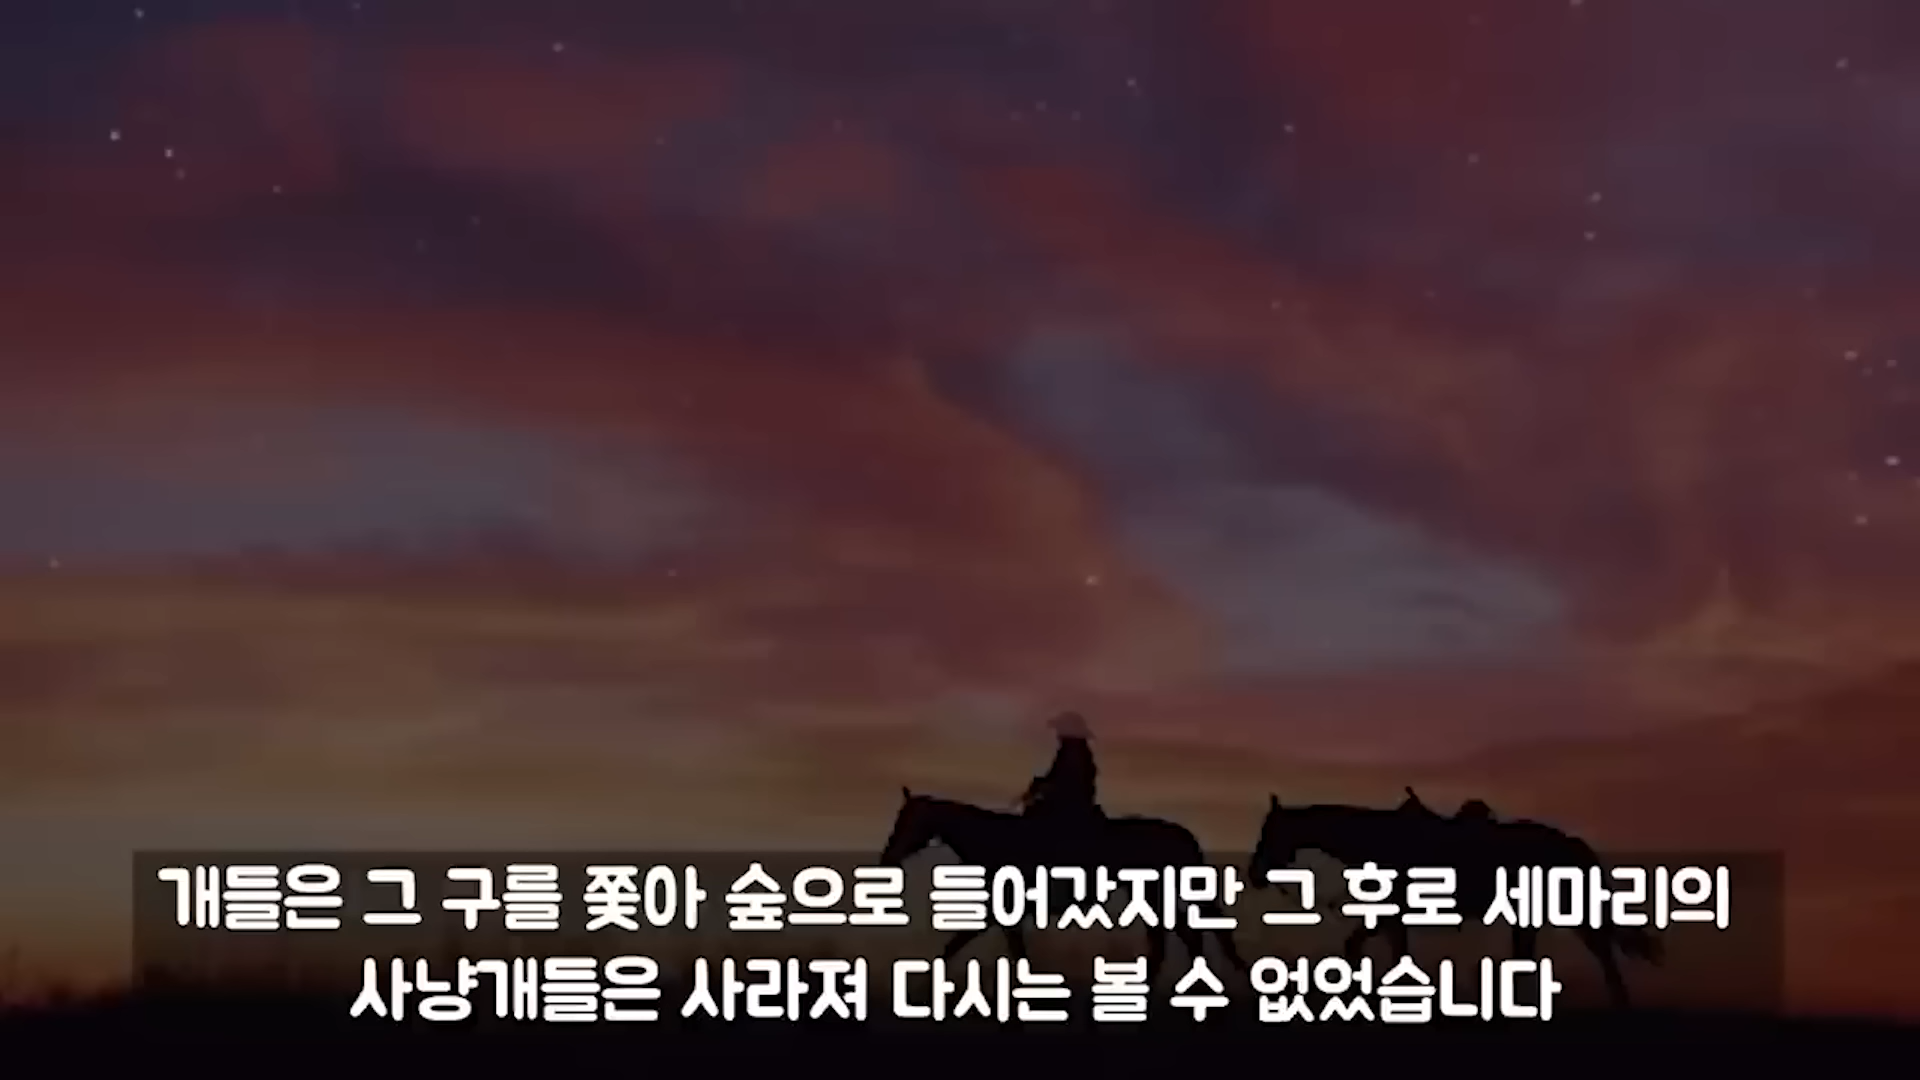 개들은 그 구를 쫓아 숲으로 들어갔지만 그 후로 세마리의
사냥개들은 사라져 다시는 볼 수 없었습니다